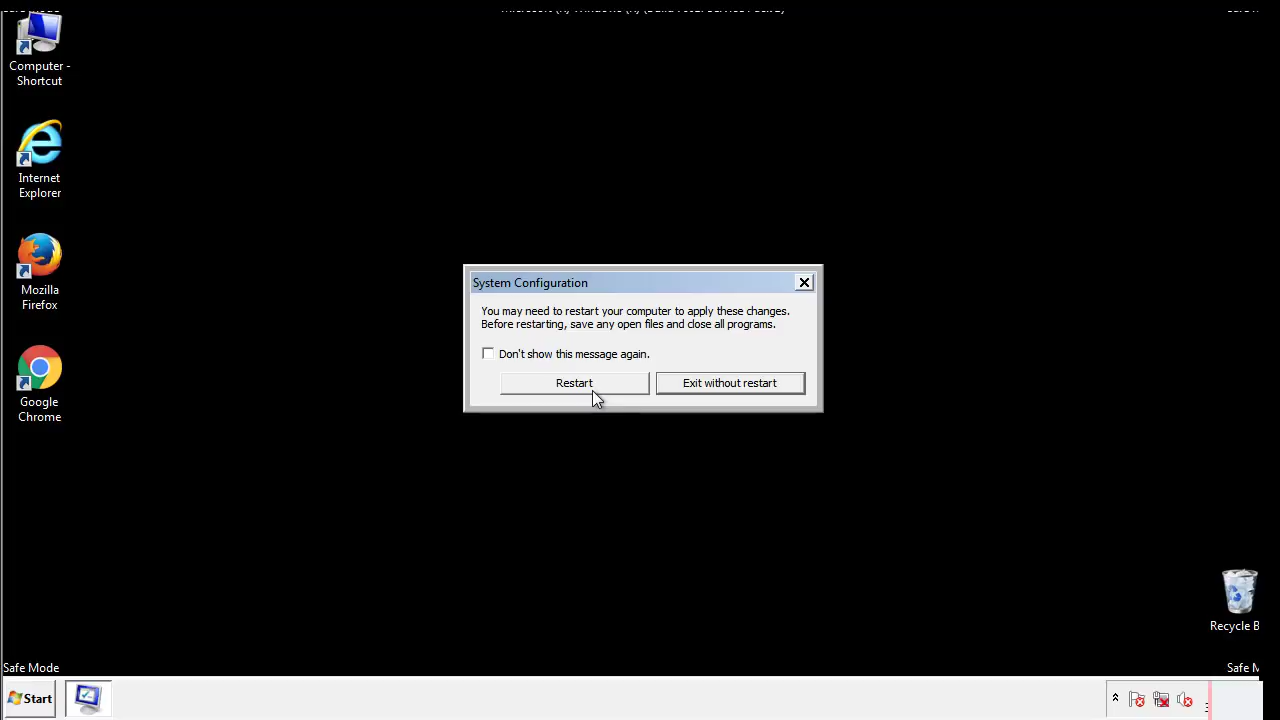 Computer -
Shortcut
Internet
Explorer
Mozilla
Firefox
Google
Chrome
System Configuration
You may need to restart your computer to apply these changes.
Before restarting, save any open files and close all programs.
Don't show this message again.
Restart
Exit without restart
Recycle B
Safe Mode
Safe M
Start